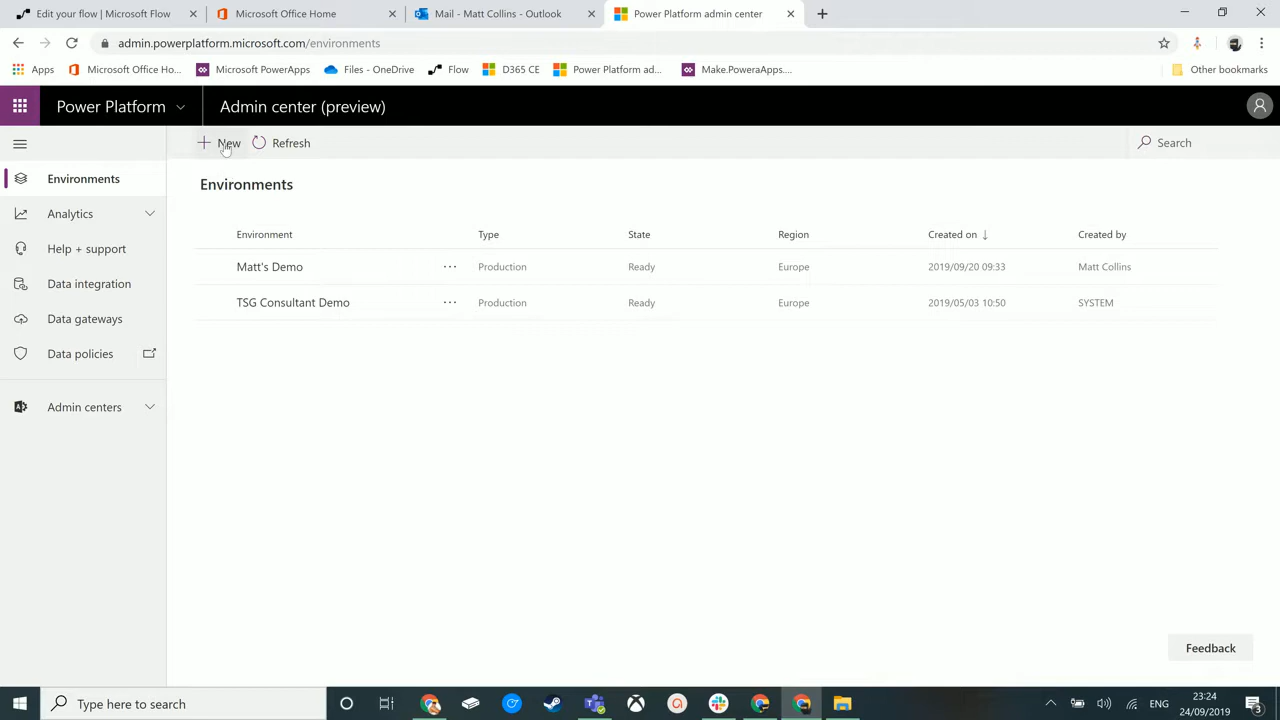 Edit your flow | Microsoft Flow
Microsoft Office Home
Mail - Matt Collins - Outlook
Power Platform admin center
admin.powerplatform.microsoft.com/environments
Apps
Microsoft Office Ho...
Microsoft PowerApps
Files - OneDrive
Flow
D365 CE
Power Platform ad...
Make.PoweraApps....
Other bookmarks
Power Platform
Admin center (preview)
New
Refresh
Search
Environments
Analytics
Help + support
Data integration
Data gateways
Data policies
Admin centers
Environments
Environment Type State Region Created on Created by
Matt's Demo ... Production Ready Europe 2019/09/20 09:33 Matt Collins
TSG Consultant Demo ... Production Ready Europe 2019/05/03 10:50 SYSTEM
Feedback
Type here to search
ENG
23:24
24/09/2019
3